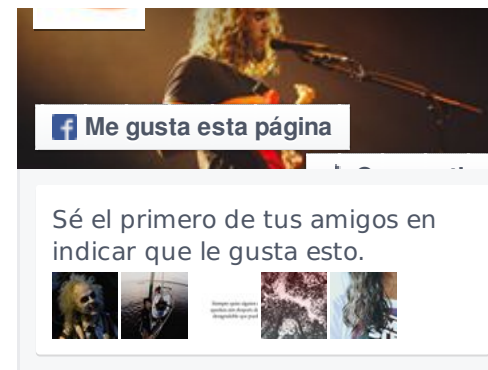 Me gusta esta página
Sé el primero de tus amigos en
indicar que le gusta esto.